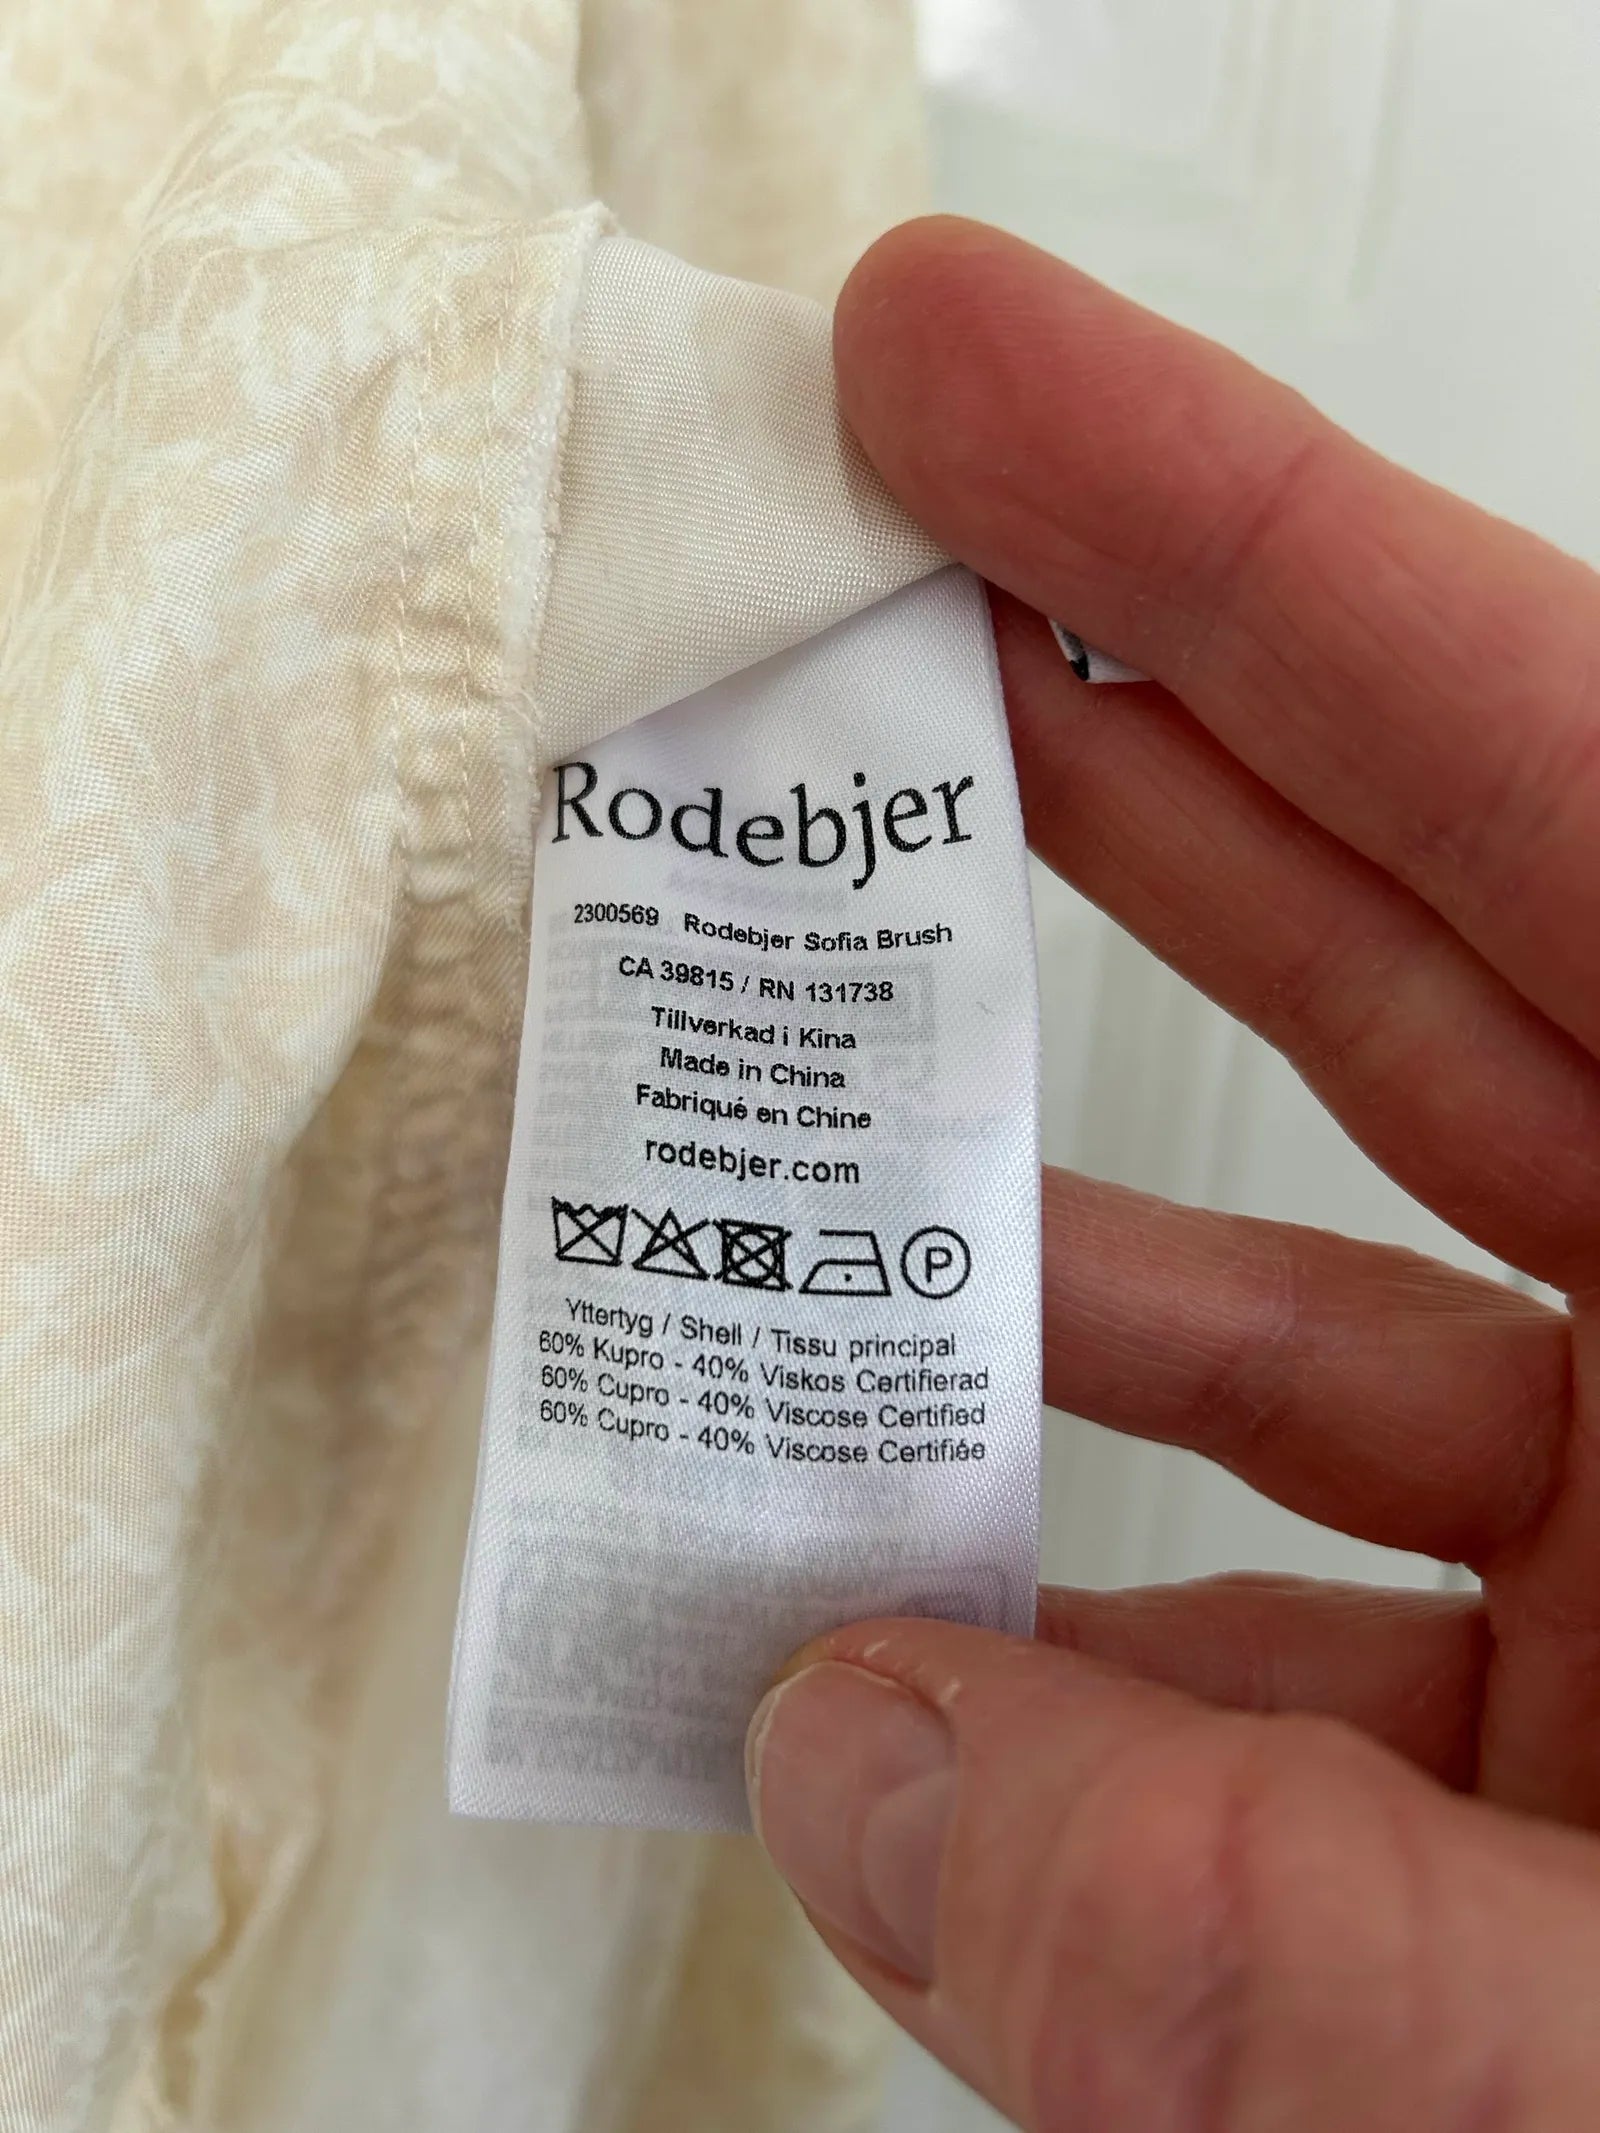 Rodebjer
2300569 Rodebjer Sofia Brush
CA 39815 / RN 131738
Tillverkad i Kina
Made in China
Fabriqué en Chine
rodebjer.com
P
Yttertyg / Shell / Tissu principal
60% Kupro - 40% Viskos Certifierad
60% Cupro - 40% Viscose Certified
60% Cupro - 40% Viscose Certifiée